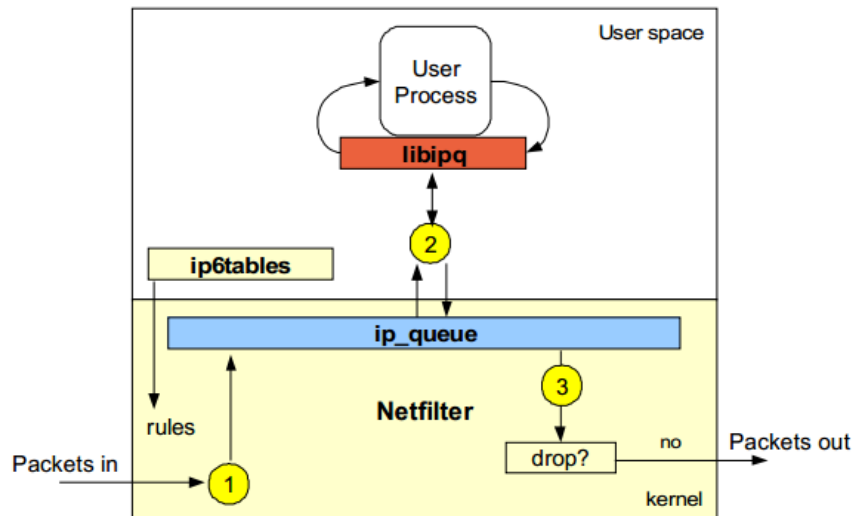 User space
User
Process
libipq
2
ip6tables
ip_queue
3
Netfilter
rules
no
Packets out
Packets in
drop?
1
kernel